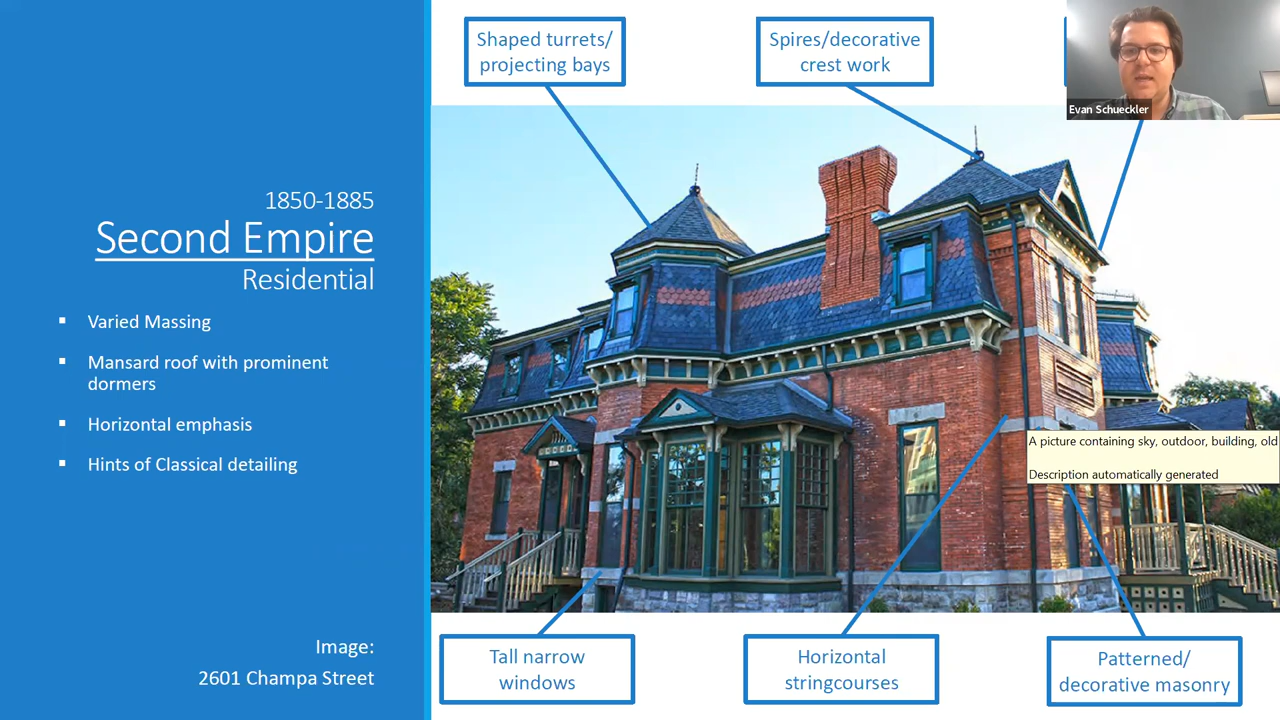 Shaped turrets/
projecting bays
Spires/decorative
crest work
Evan Schueckler
1850-1885
Second Empire
Residential
▪ Varied Massing
▪ Mansard roof with prominent
dormers
▪ Horizontal emphasis
▪ Hints of Classical detailing
A picture containing sky, outdoor, building, old
Description automatically generated
Image:
2601 Champa Street
Tall narrow
windows
Horizontal
stringcourses
Patterned/
decorative masonry